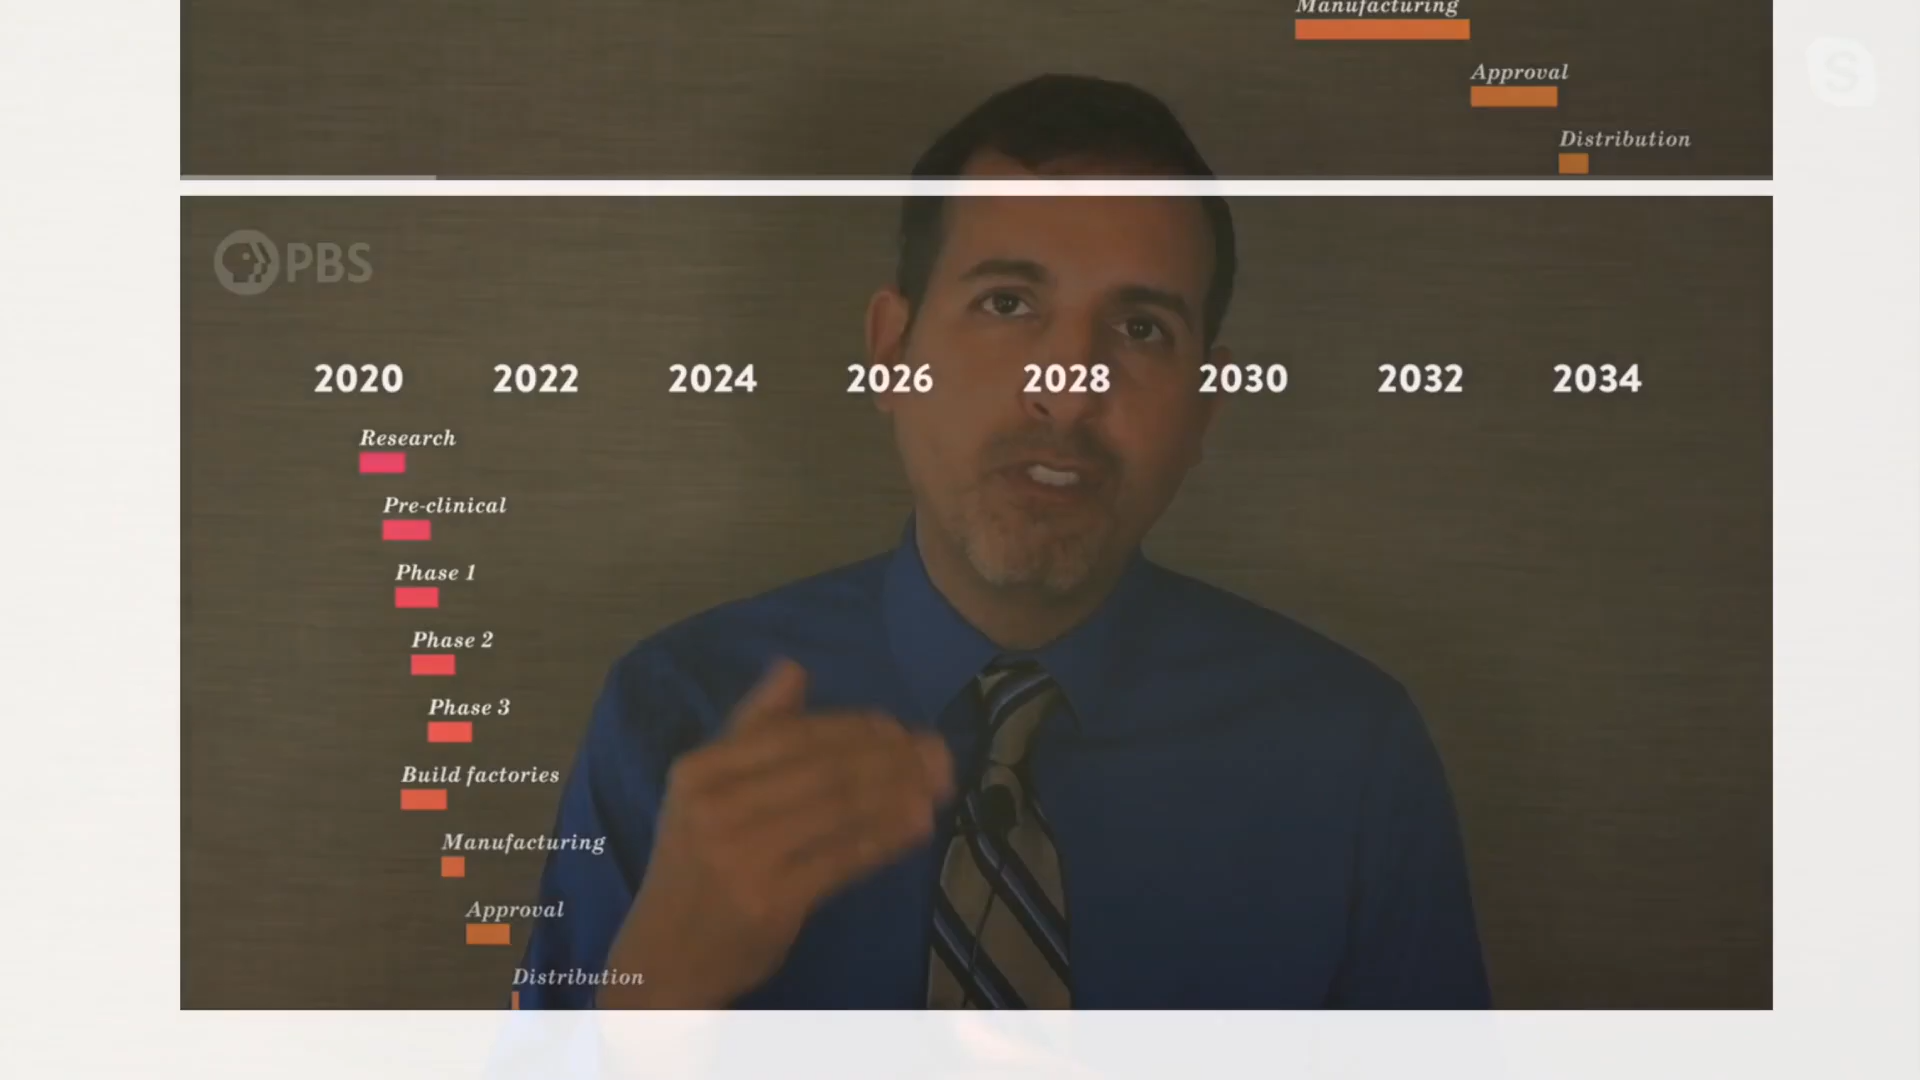 Manufacturing
Approval
Distribution
PBS
2020 2022 2024 2026 2028 2030 2032 2034
Research
Pre-clinical
Phase 1
Phase 2
Phase 3
Build factories
Manufacturing
Approval
Distribution